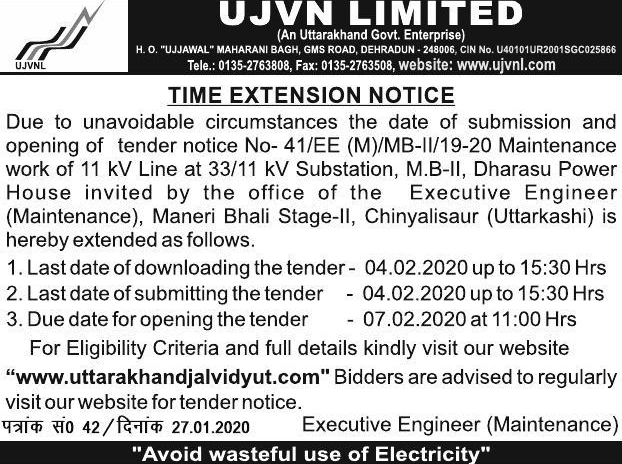 UJVNL
UJVN LIMITED
(An Uttarakhand Govt. Enterprise)
H. O. "UJJAWAL" MAHARANI BAGH, GMS ROAD, DEHRADUN - 248006, CIN No. U40101UR2001SGC025866
Tele.: 0135-2763808, Fax: 0135-2763508, website: www.ujvnl.com
TIME EXTENSION NOTICE
Due to unavoidable circumstances the date of submission and
opening of tender notice No- 41/EE (M)/MB-II/19-20 Maintenance
work of 11 kV Line at 33/11 kV Substation, M.B-II, Dharasu Power
House invited by the office of the Executive Engineer
(Maintenance), Maneri Bhali Stage-II, Chinyalisaur (Uttarkashi) is
hereby extended as follows.
1. Last date of downloading the tender - 04.02.2020 up to 15:30 Hrs
2. Last date of submitting the tender - 04.02.2020 up to 15:30 Hrs
3. Due date for opening the tender - 07.02.2020 at 11:00 Hrs
For Eligibility Criteria and full details kindly visit our website
“www.uttarakhandjalvidyut.com" Bidders are advised to regularly
visit our website for tender notice.
पत्रांक सं0 42/दिनांक 27.01.2020 Executive Engineer (Maintenance)
"Avoid wasteful use of Electricity"